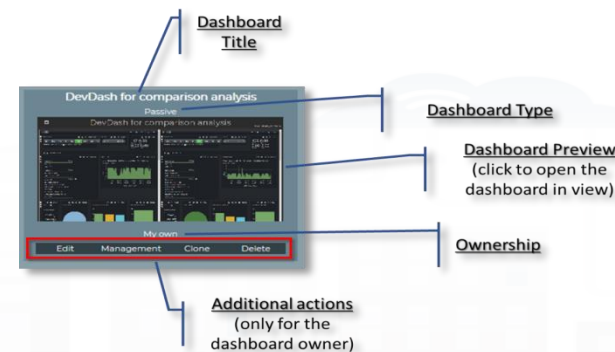 Dashboard
Title
DevDash for comparison analysis
Passive
DevDash for comparison analysis
Dashboard Type
Dashboard Preview
(click to open the
dashboard in view)
My own
Ownership
Edit Management Clone Delete
Additional actions
(only for the
dashboard owner)